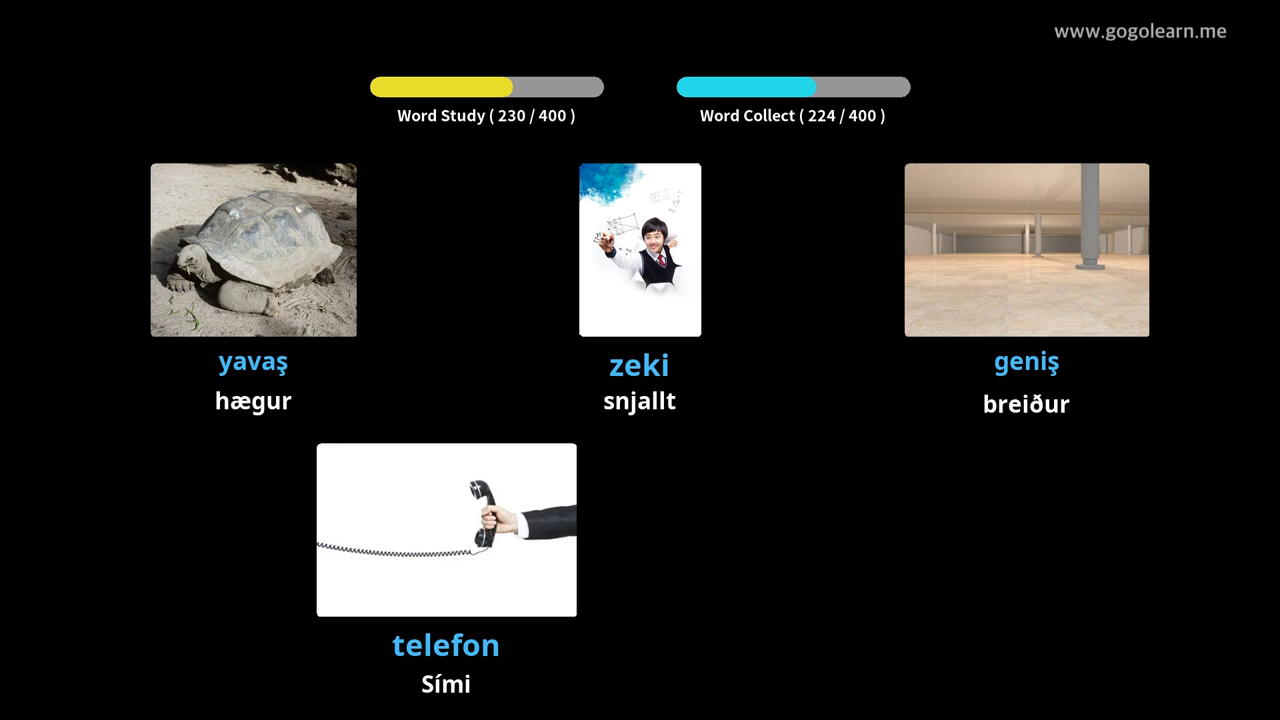 www.gogolearn.me
Word Study ( 230 / 400 )
Word Collect ( 224 / 400 )
yavaş
hægur
zeki
snjallt
geniş
breiður
telefon
Sími